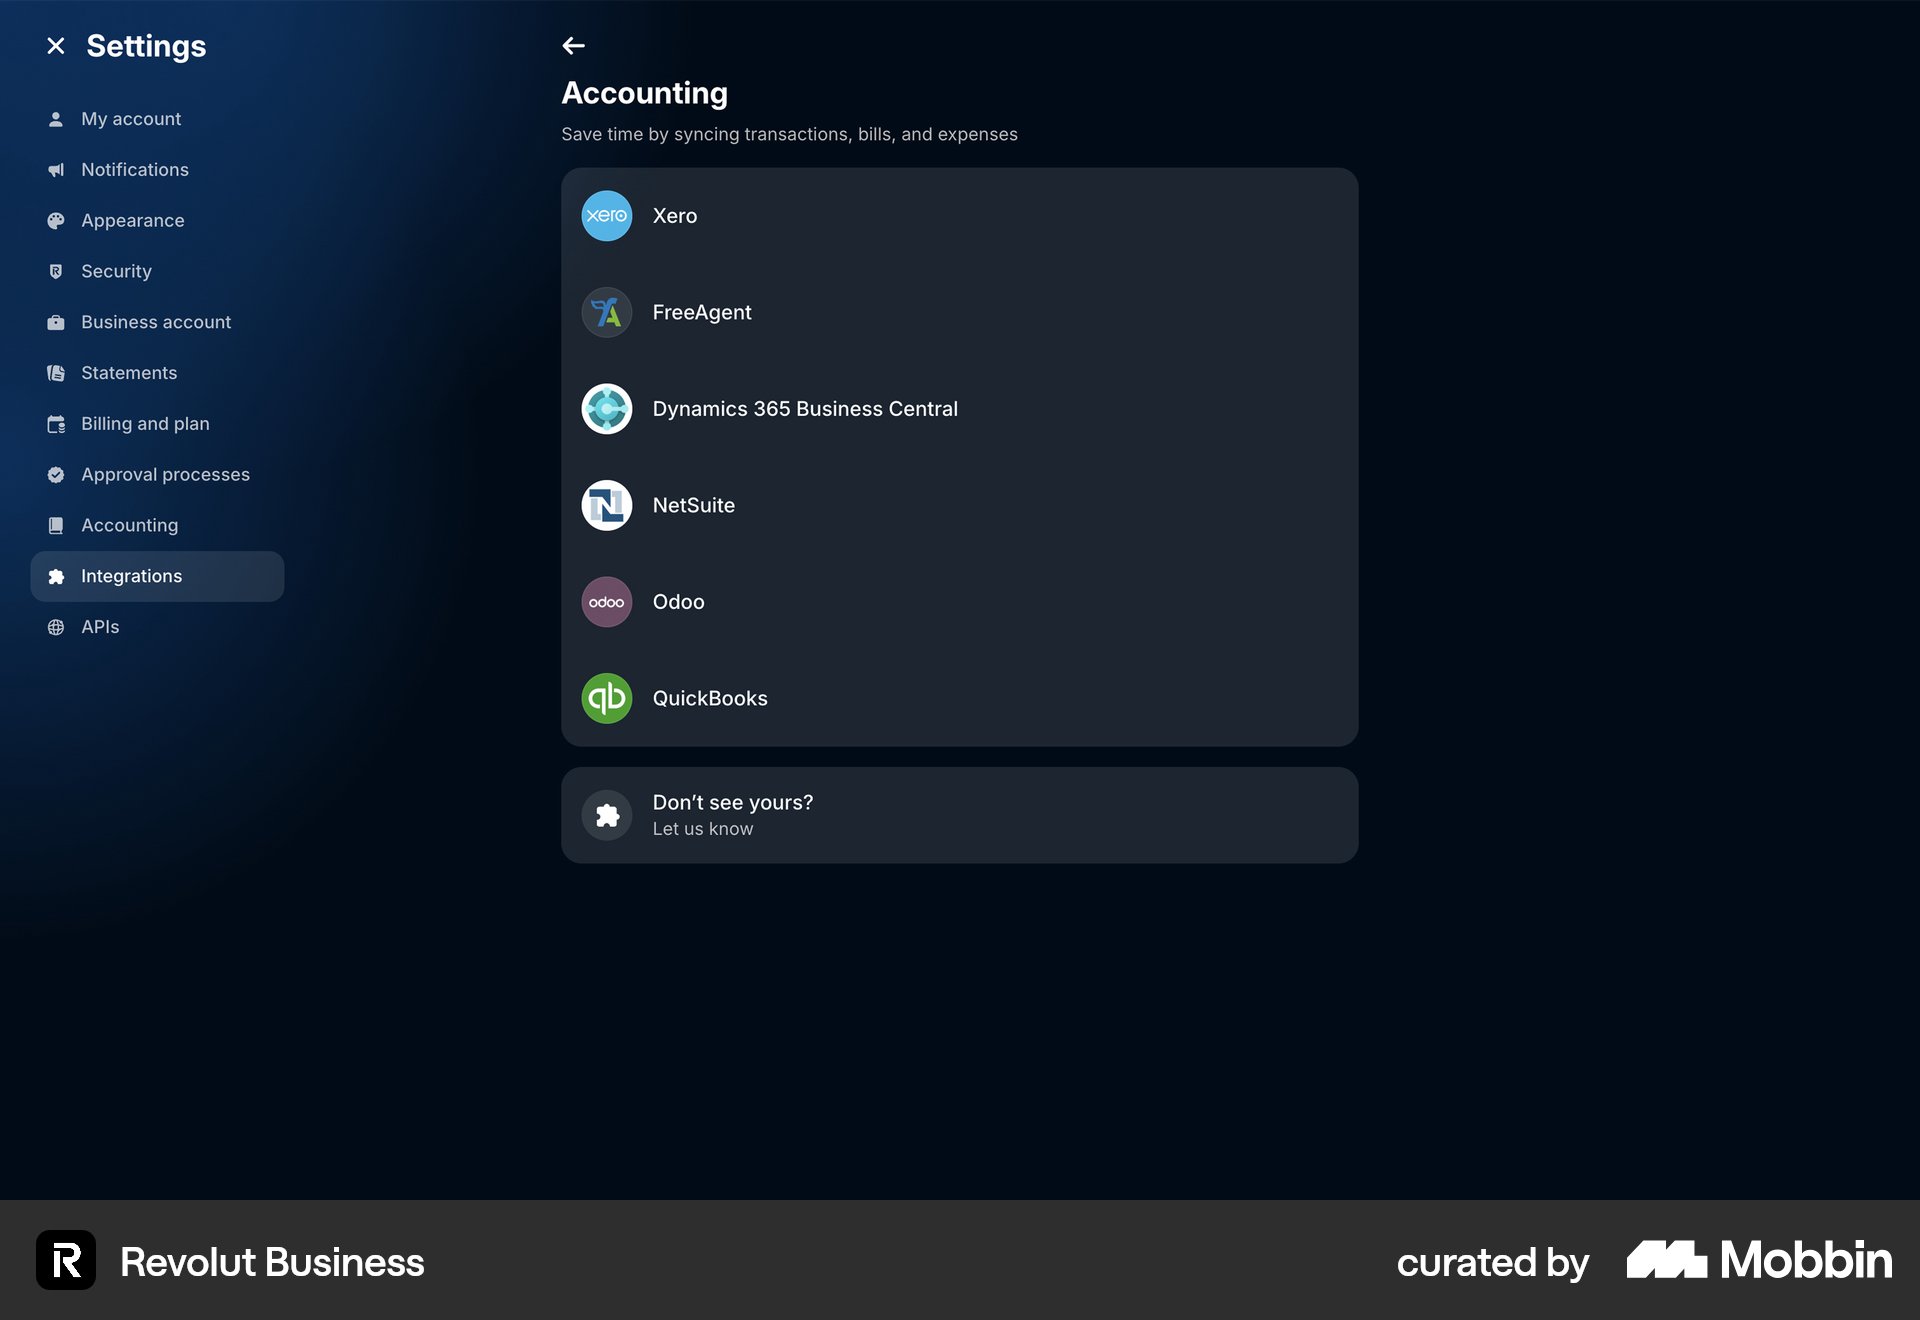 Settings
My account
Notifications
Appearance
Security
Business account
Statements
Billing and plan
Approval processes
Accounting
Integrations
APIs
Accounting
Save time by syncing transactions, bills, and expenses
xero Xero
FreeAgent
Dynamics 365 Business Central
N NetSuite
odoo Odoo
qb QuickBooks
Don’t see yours?
Let us know
R Revolut Business
curated by Mobbin